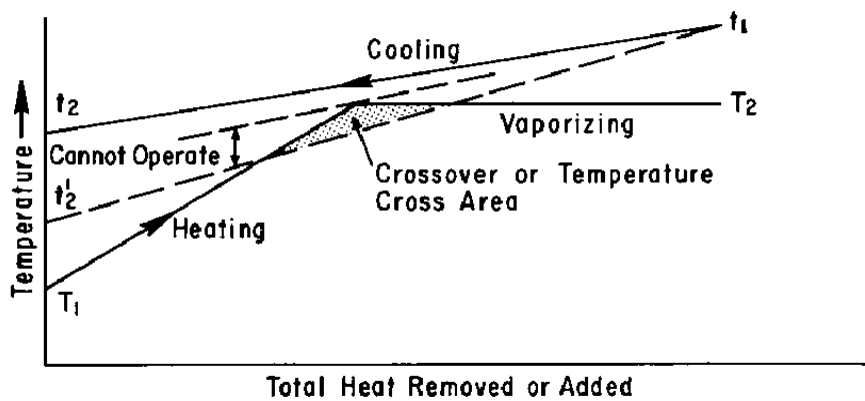 t₁
Cooling
t₂
T₂
Vaporizing
Cannot Operate
Crossover or Temperature
Cross Area
t₂'
Heating
T₁
Temperature
Total Heat Removed or Added